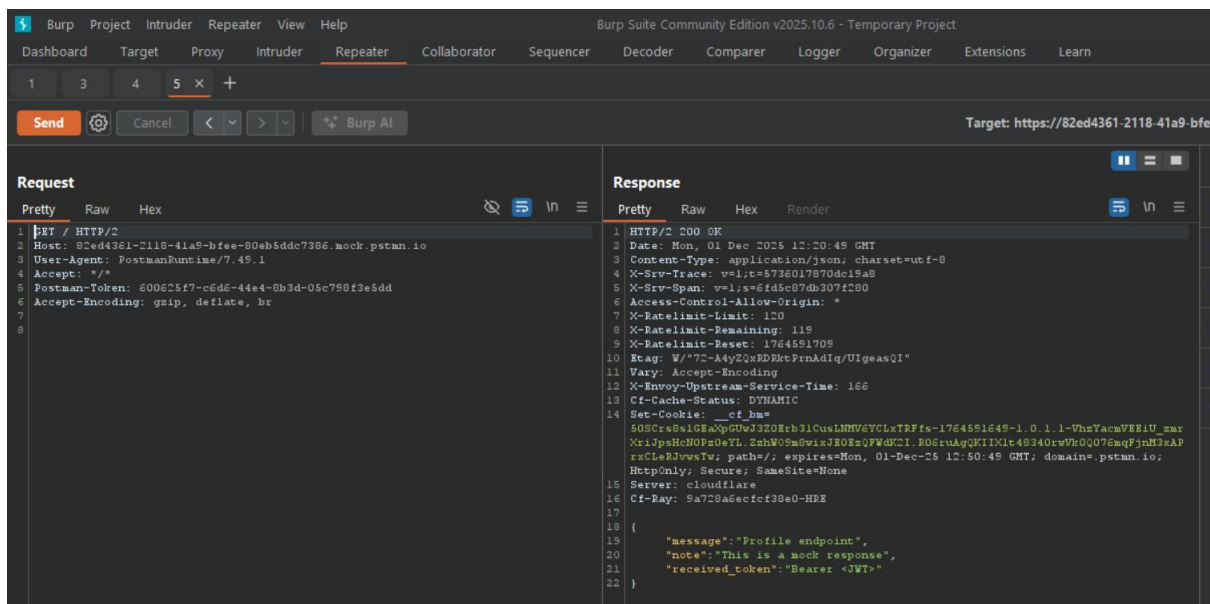 Burp Project Intruder Repeater View Help Burp Suite Community Edition v2025.10.6 - Temporary Project
Dashboard Target Proxy Intruder Repeater Collaborator Sequencer Decoder Comparer Logger Organizer Extensions Learn
1 3 4 5 × +
Send Cancel < > Burp AI Target: https://82ed4361-2118-41a9-bfe
Request
Pretty Raw Hex \n
1 GET / HTTP/2
2 Host: 82ed4361-2118-41a9-bfee-80eb5ddc7386.mock.pstmn.io
3 User-Agent: PostmanRuntime/7.49.1
4 Accept: */*
5 Postman-Token: 600625f7-c6d6-44e4-8b3d-05c798f3e5dd
6 Accept-Encoding: gzip, deflate, br
7
8
Response
Pretty Raw Hex Render \n
1 HTTP/2 200 OK
2 Date: Mon, 01 Dec 2025 12:20:49 GMT
3 Content-Type: application/json; charset=utf-8
4 X-Srv-Trace: v=1;t=5736017870dc19a8
5 X-Srv-Span: v=1;s=6fd5c87db307f280
6 Access-Control-Allow-Origin: *
7 X-Ratelimit-Limit: 120
8 X-Ratelimit-Remaining: 119
9 X-Ratelimit-Reset: 1764591709
10 Etag: W/"72-A4yZQxRDRktPrnAdIq/UIgeasQI"
11 Vary: Accept-Encoding
12 X-Envoy-Upstream-Service-Time: 166
13 Cf-Cache-Status: DYNAMIC
14 Set-Cookie: __cf_bm=
rxCLeRJvwsTw; path=/; expires=Mon, 01-Dec-25 12:50:49 GMT; domain=.pstmn.io;
HttpOnly; Secure; SameSite=None
15 Server: cloudflare
16 Cf-Ray: 9a728a6ecfcf38e0-HRE
17
18 {
19 "message":"Profile endpoint",
20 "note":"This is a mock response",
21 "received_token":"Bearer <JWT>"
22 }